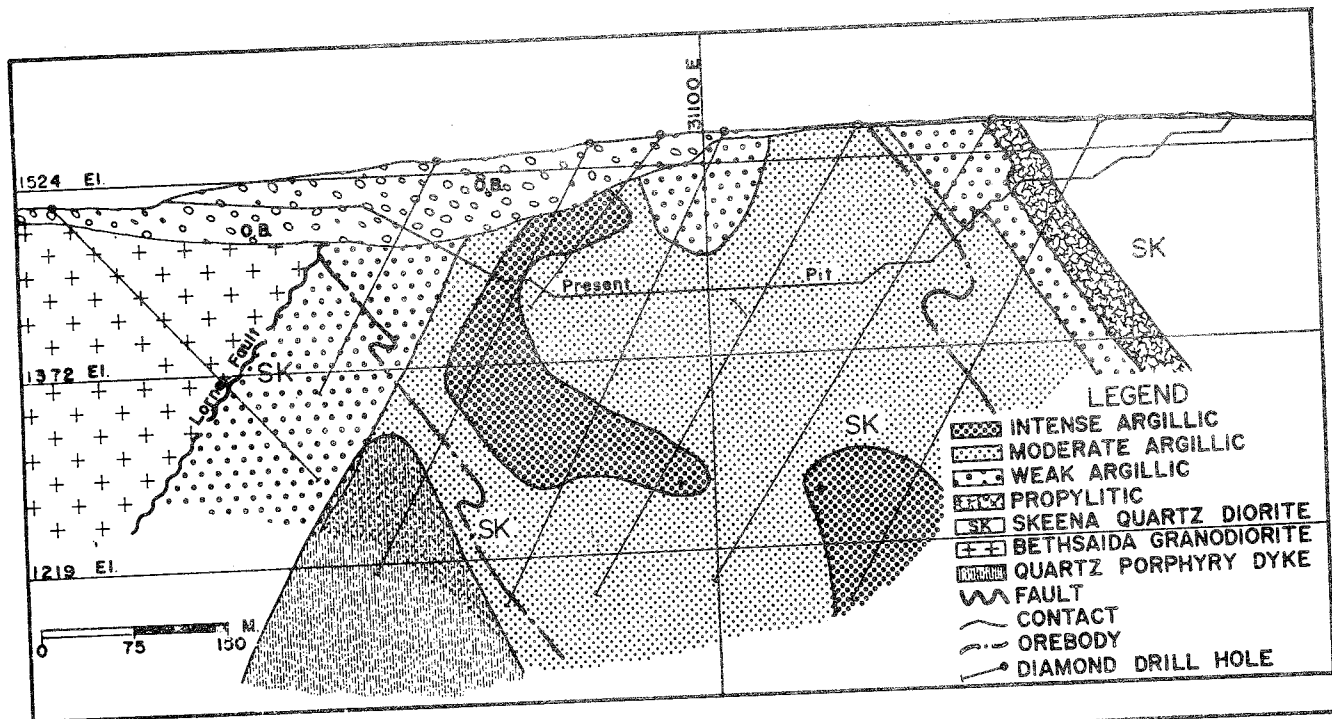 31100 E.
1524 El.
O.B.
O.B.
SK
Present Pit
Lornex Fault
SK
1372 El.
SK
SK
1219 El.
M.
0 75 150
LEGEND
INTENSE ARGILLIC
MODERATE ARGILLIC
WEAK ARGILLIC
PROPYLITIC
SK SKEENA QUARTZ DIORITE
BETHSAIDA GRANODIORITE
QUARTZ PORPHYRY DYKE
FAULT
CONTACT
OREBODY
DIAMOND DRILL HOLE